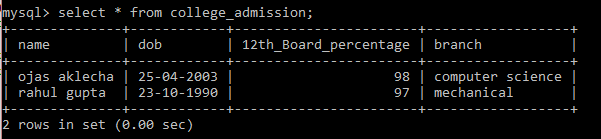 mysql> select * from college_admission;
+--------------+------------+-----------------------+------------------+
| name         | dob        | 12th_Board_percentage | branch           |
+--------------+------------+-----------------------+------------------+
| ojas aklecha | 25-04-2003 |                    98 | computer science |
| rahul gupta  | 23-10-1990 |                    97 | mechanical       |
+--------------+------------+-----------------------+------------------+
2 rows in set (0.00 sec)